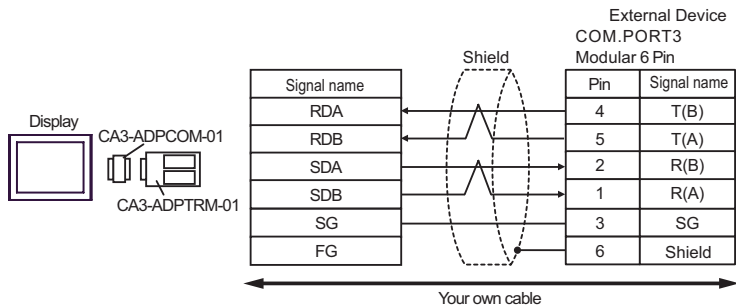 External Device
COM.PORT3
Modular 6 Pin
Shield
Signal name
Pin Signal name
RDA 4 T(B)
RDB 5 T(A)
SDA 2 R(B)
SDB 1 R(A)
SG 3 SG
FG 6 Shield
Display
CA3-ADPCOM-01
CA3-ADPTRM-01
Your own cable